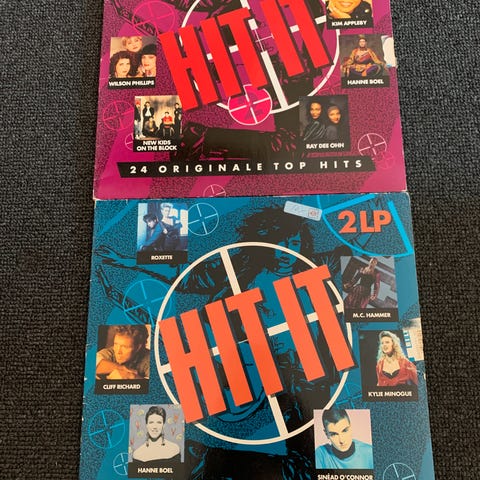 KIM APPLEBY
HIT IT
WILSON PHILLIPS
HANNE BOEL
NEW KIDS
ON THE BLOCK
RAY DEE OHH
24 ORIGINALE TOP HITS
2LP
ROXETTE
M.C. HAMMER
HIT IT
CLIFF RICHARD
KYLIE MINOGUE
HANNE BOEL
SINÉAD O'CONNOR